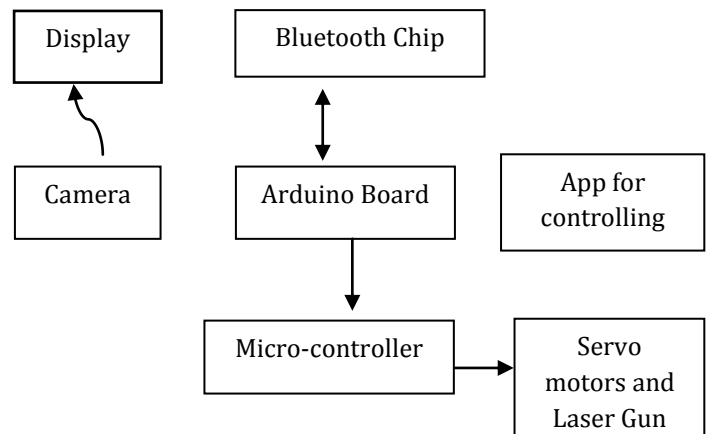 Display
Bluetooth Chip
Camera
Arduino Board
App for
controlling
Micro-controller
Servo
motors and
Laser Gun